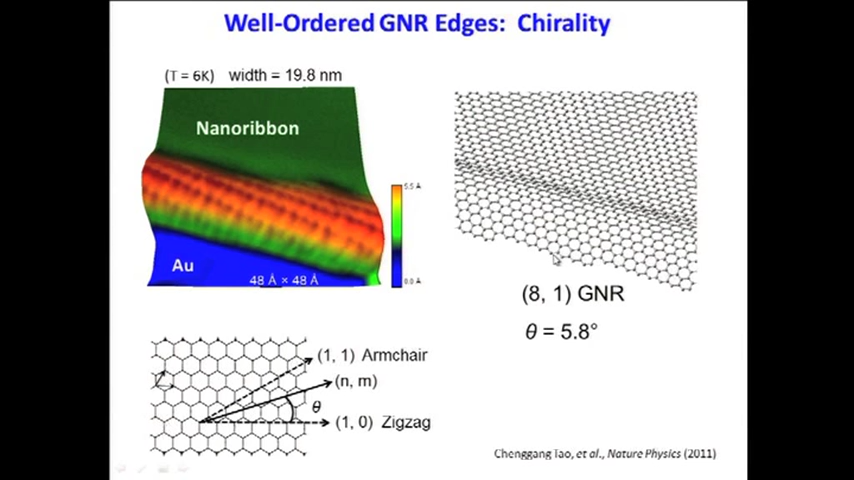 Well-Ordered GNR Edges: Chirality
(T = 6K) width = 19.8 nm
Nanoribbon
5.5 Å
Au
48 Å × 48 Å
0.0 Å
(8, 1) GNR
θ = 5.8°
(1, 1) Armchair
(n, m)
θ
(1, 0) Zigzag
Chenggang Tao, et al., Nature Physics (2011)